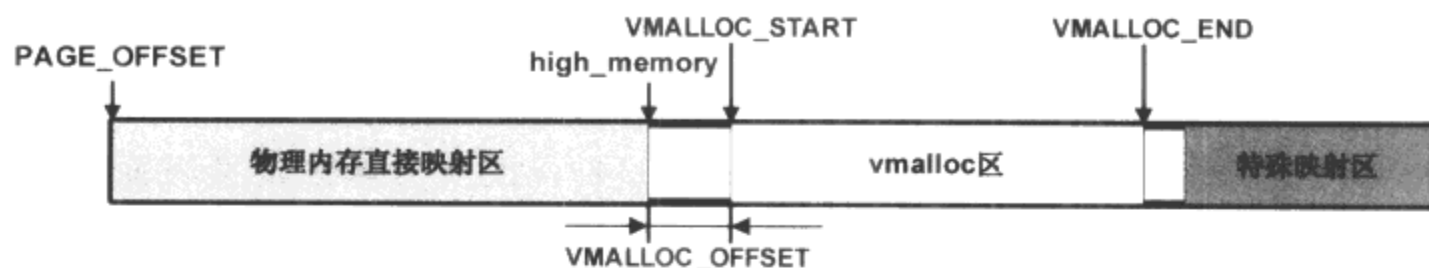 VMALLOC_START
VMALLOC_END
PAGE_OFFSET
high_memory
物理内存直接映射区
vmalloc区
特殊映射区
VMALLOC_OFFSET